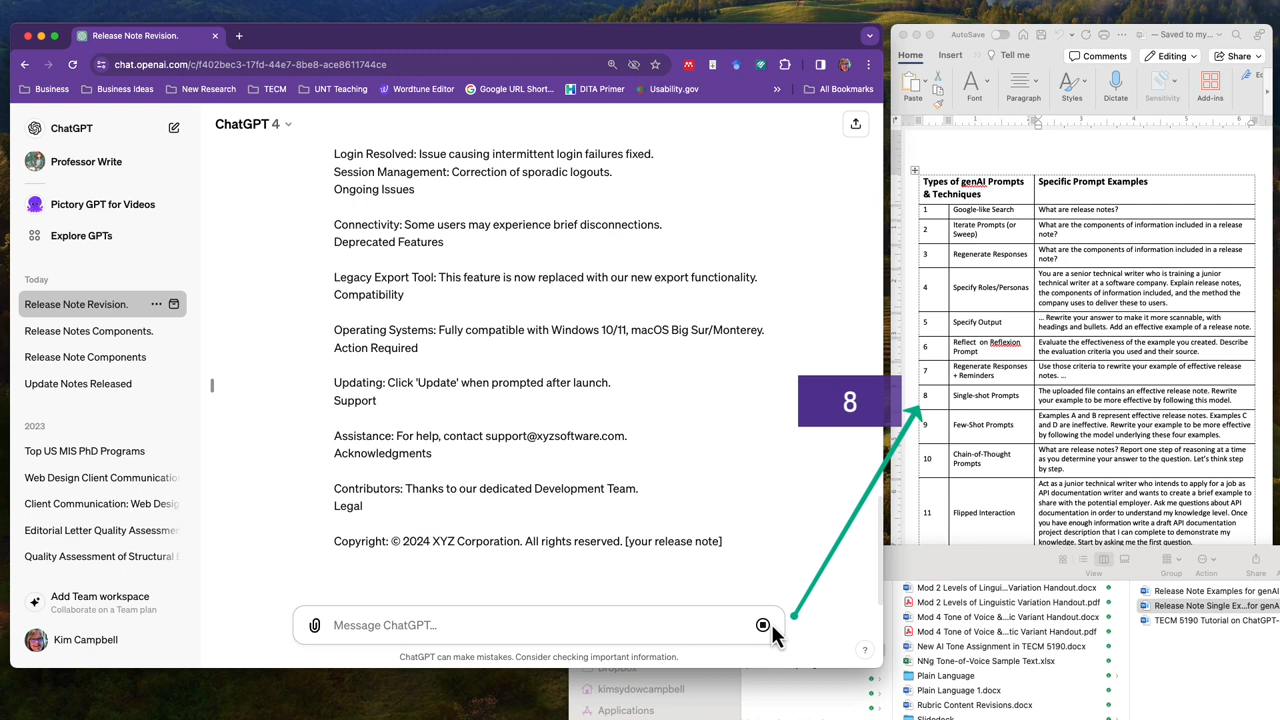 Release Note Revision.
chat.openai.com/c/f402bec3-17fd-44e7-8be8-ace8611744ce
Business
Business Ideas
New Research
TECM
UNT Teaching
Wordtune Editor
Google URL Short...
DITA Primer
Usability.gov
All Bookmarks
ChatGPT
Professor Write
Pictory GPT for Videos
Explore GPTs
Today
Release Note Revision.
Release Notes Components.
Release Notes Components
Update Notes Released
2023
Top US MIS PhD Programs
Web Design Client Communicatio
Client Communication: Web Desig
Editorial Letter Quality Assessmen
Quality Assessment of Structural E
Add Team workspace
Collaborate on a Team plan
Kim Campbell
ChatGPT 4
Login Resolved: Issue causing intermittent login failures fixed.
Session Management: Correction of sporadic logouts.
Ongoing Issues
Connectivity: Some users may experience brief disconnections.
Deprecated Features
Legacy Export Tool: This feature is now replaced with our new export functionality.
Compatibility
Operating Systems: Fully compatible with Windows 10/11, macOS Big Sur/Monterey.
Action Required
Updating: Click 'Update' when prompted after launch.
Support
Assistance: For help, contact support@xyzsoftware.com.
Acknowledgments
Contributors: Thanks to our dedicated Development Team.
Legal
Copyright © 2024 XYZ Corporation. All rights reserved. [your release note]
Message ChatGPT...
ChatGPT can make mistakes. Consider checking important information.
?
8
AutoSave
— Saved to my...
Home
Insert
Tell me
Comments
Editing
Share
Paste
Font
Paragraph
Styles
Dictate
Sensitivity
Add-ins
Types of genAI Prompts & Techniques
Specific Prompt Examples
1 Google-like Search What are release notes?
2 Iterate Prompts (or Sweep) What are the components of information included in a release note?
3 Regenerate Responses What are the components of information included in a release note?
4 Specify Roles/Personas You are a senior technical writer who is training a junior technical writer at a software company. Explain release notes, the components of information included, and the method the company uses to deliver these to users.
5 Specify Output ... Rewrite your answer to make it more scannable, with headings and bullets. Add an effective example of a release note.
6 Reflect on Reflexion Prompt Evaluate the effectiveness of the example you created. Describe the evaluation criteria you used and their source.
7 Regenerate Responses + Reminders Use those criteria to rewrite your example of effective release notes. ...
8 Single-shot Prompts The uploaded file contains an effective release note. Rewrite your example to be more effective by following this model.
9 Few-Shot Prompts Examples A and B represent effective release notes. Examples C and D are ineffective. Rewrite your example to be more effective by following the model underlying these four examples.
10 Chain-of-Thought Prompts What are release notes? Report one step of reasoning at a time as you determine your answer to the question. Let's think step by step.
11 Flipped Interaction Act as a junior technical writer who intends to apply for a job as API documentation writer and wants to create a brief example to share with the potential employer. Ask me questions about API documentation in order to understand my knowledge level. Once you have enough information write a draft API documentation project description that I can complete to demonstrate my knowledge. Start by asking me the first question.
View
Group
Action
Share
Mod 2 Levels of Lingui...Variation Handout.docx
Mod 2 Levels of Linguistic Variation Handout.pdf
Mod 4 Tone of Voice &...tic Variant Handout.docx
Mod 4 Tone of Voice &...tic Variant Handout.pdf
New AI Tone Assignment in TECM 5190.docx
NNg Tone-of-Voice Sample Text.xlsx
Plain Language
Plain Language 1.docx
Rubric Content Revisions.docx
Slidedeck
Release Note Examples for genAI
Release Note Single Ex...for genA
TECM 5190 Tutorial on ChatGPT-
Dropbox
kimsydowcampbell
Applications